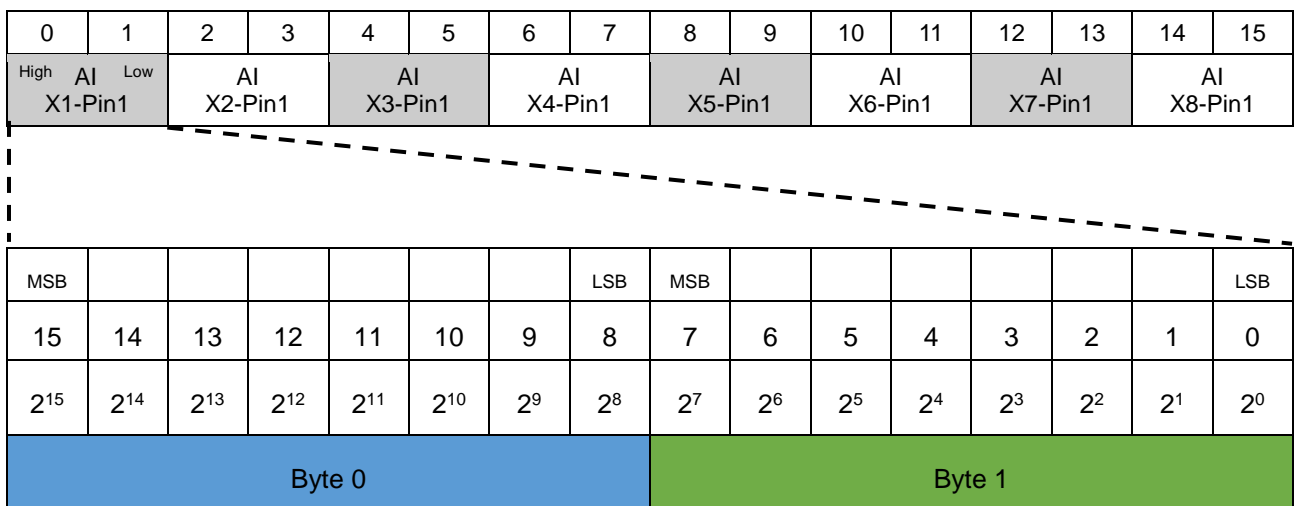 0 1 2 3 4 5 6 7 8 9 10 11 12 13 14 15
High AI Low AI AI AI AI AI AI AI
X1-Pin1 X2-Pin1 X3-Pin1 X4-Pin1 X5-Pin1 X6-Pin1 X7-Pin1 X8-Pin1
MSB LSB MSB LSB
15 14 13 12 11 10 9 8 7 6 5 4 3 2 1 0
2¹⁵ 2¹⁴ 2¹³ 2¹² 2¹¹ 2¹⁰ 2⁹ 2⁸ 2⁷ 2⁶ 2⁵ 2⁴ 2³ 2² 2¹ 2⁰
Byte 0 Byte 1